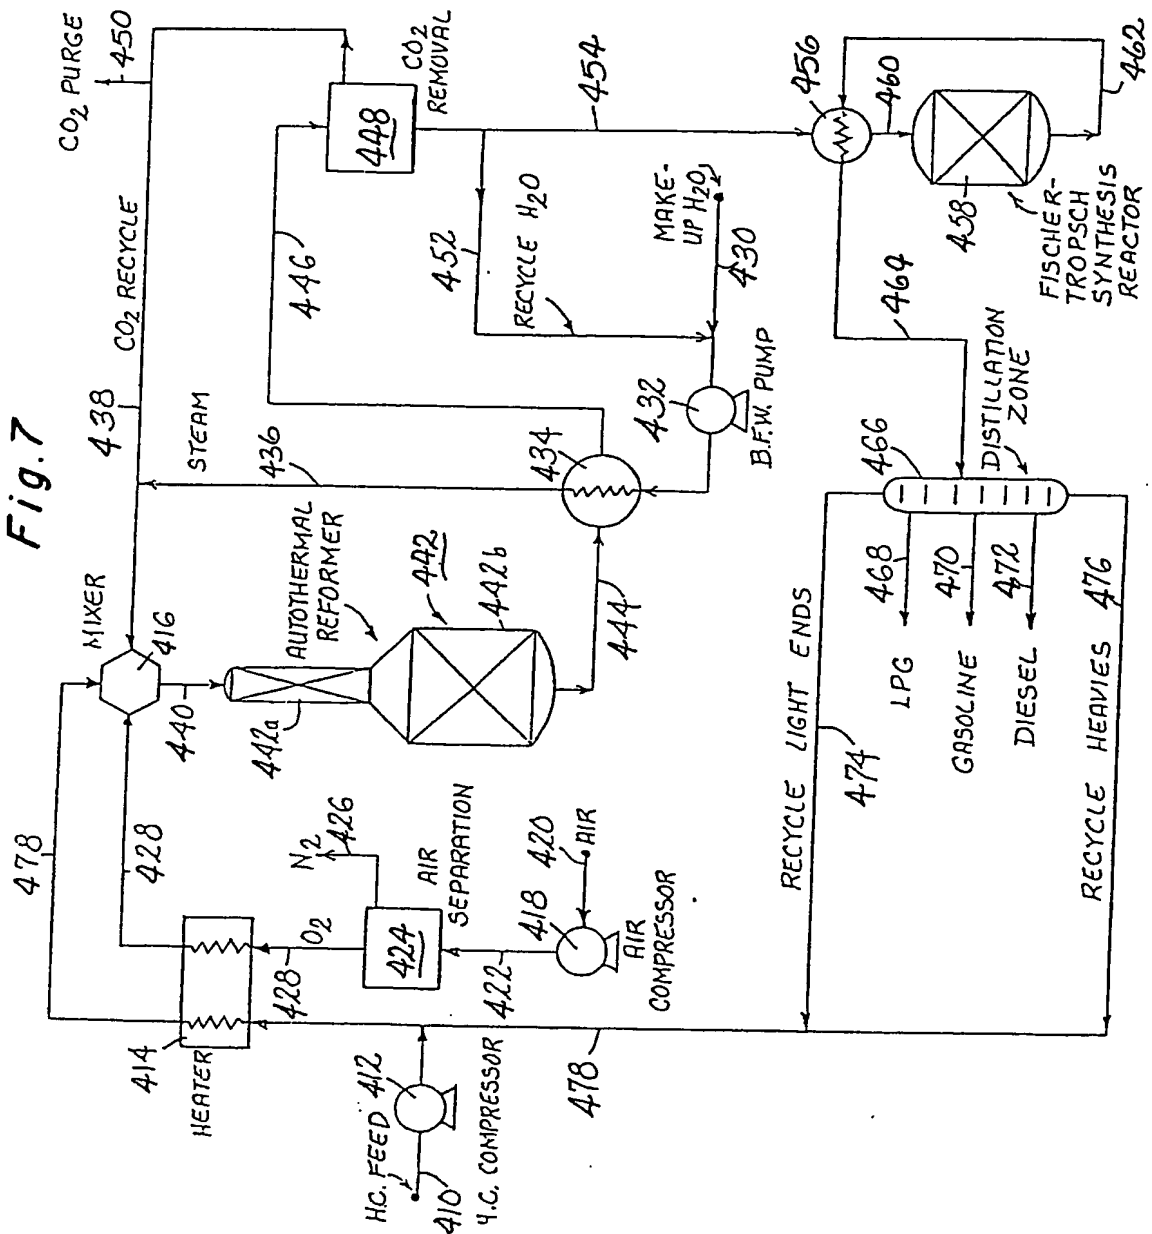 Fig.7
CO2 PURGE
450
CO2 RECYCLE
438
STEAM
436
446
448
CO2
REMOVAL
454
452
RECYCLE H2O
MAKE-
UP H2O
430
432
B.F.W. PUMP
434
456
460
462
458
FISCHER-
TROPSCH
SYNTHESIS
REACTOR
464
466
DISTILLATION
ZONE
468
LPG
470
GASOLINE
472
DIESEL
476
RECYCLE HEAVIES
474
RECYCLE LIGHT ENDS
MIXER
416
440
442a
AUTOTHERMAL
REFORMER
442
442b
444
478
428
N2
426
AIR
SEPARATION
424
O2
428
422
418
420
AIR
AIR
COMPRESSOR
414
HEATER
H.C. FEED
412
410
H.C. COMPRESSOR
478